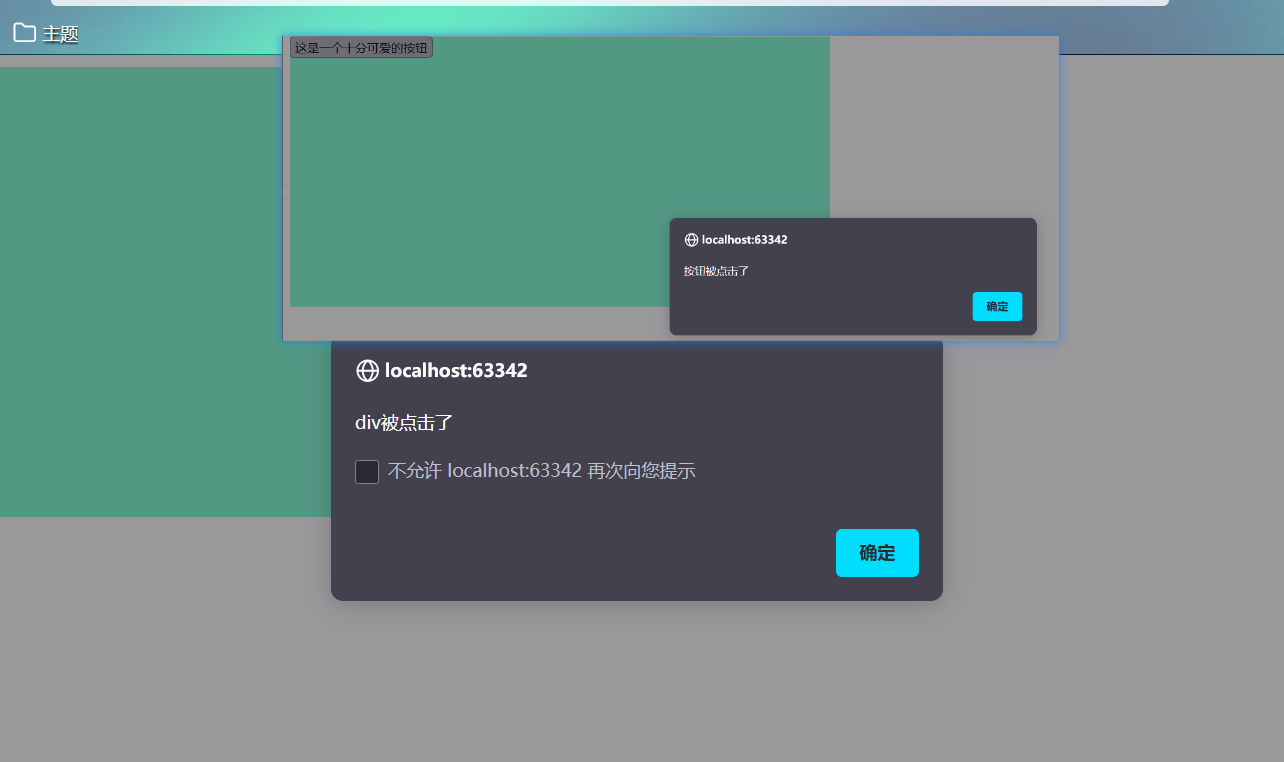 主题
这是一个十分可爱的按钮
localhost:63342
按钮被点击了
确定
localhost:63342
div被点击了
不允许 localhost:63342 再次向您提示
确定